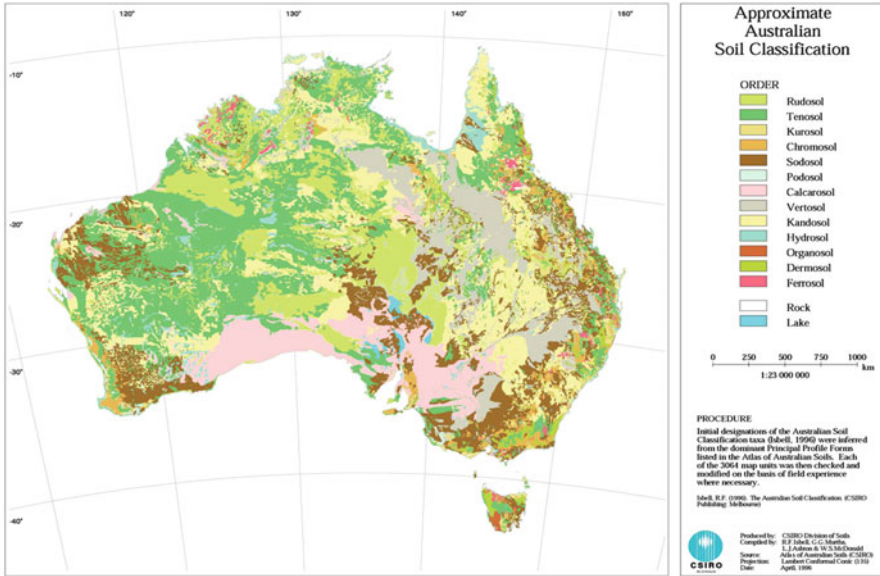 120°
130°
140°
160°
-10°
-20°
-30°
-40°
Approximate
Australian
Soil Classification
ORDER
Rudosol
Tenosol
Kurosol
Chromosol
Sodosol
Podosol
Calcarosol
Vertosol
Kandosol
Hydrosol
Organosol
Dermosol
Ferrosol
Rock
Lake
0 250 500 750 1000
km
1:23 000 000
PROCEDURE
Initial designations of the Australian Soil
Classification taxa (Isbell, 1996) were inferred
from the dominant Principal Profile Forms
listed in the Atlas of Australian Soils. Each
of the 3064 map units was then checked and
modified on the basis of field experience
where necessary.
Isbell, R.F. (1996). The Australian Soil Classification. (CSIRO
Publishing: Melbourne)
CSIRO
Produced by: CSIRO Division of Soils
Compiled by: R.F. Isbell, G.G. Murtha,
L.J. Ashton & W.S. McDonald
Source: Atlas of Australian Soils (CSIRO)
Projection: Lambert Conformal Conic
Date: April, 1996